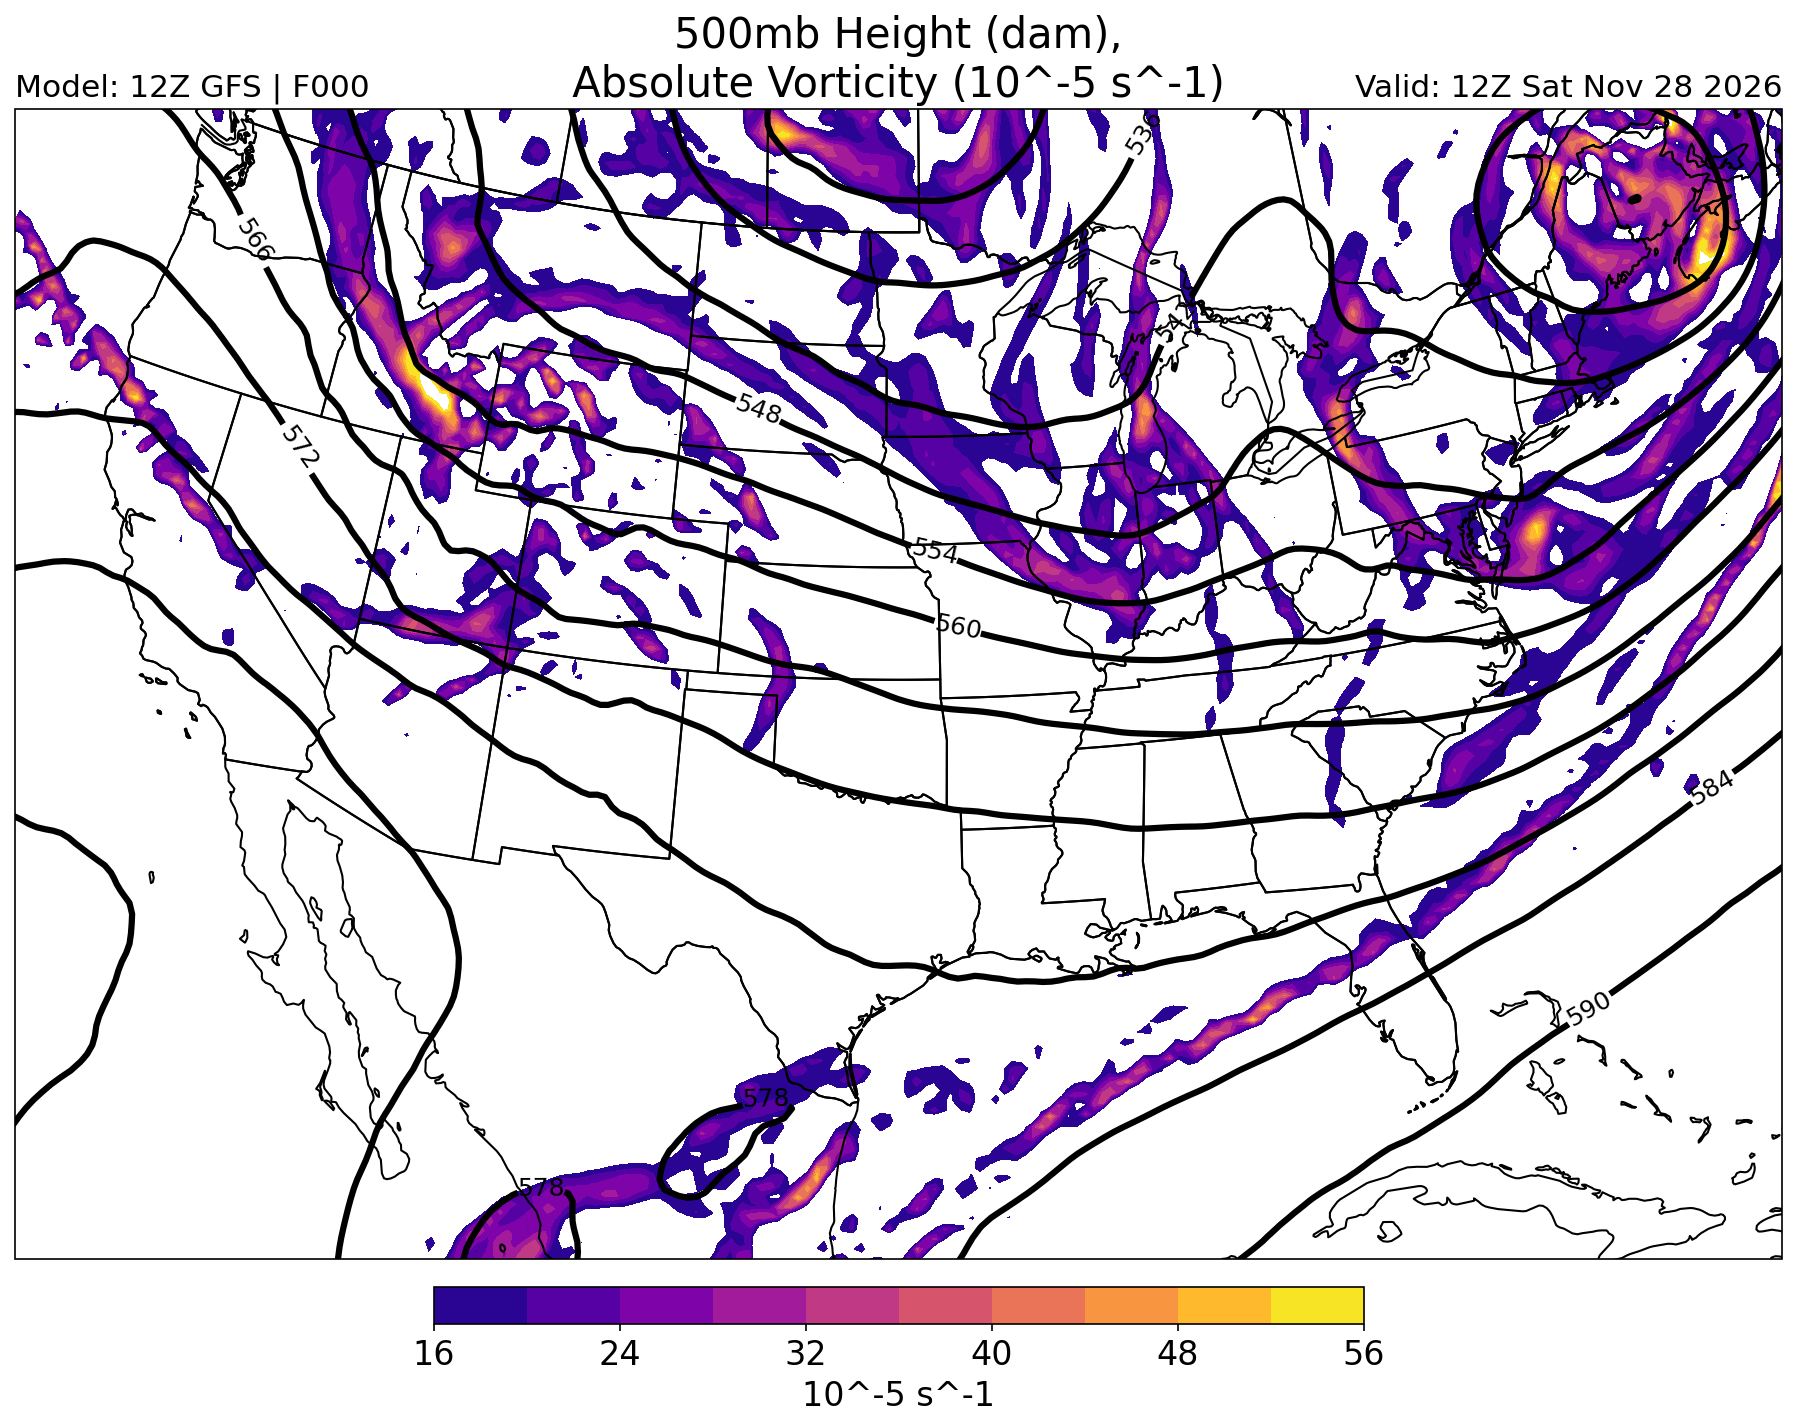 500mb Height (dam),
Model: 12Z GFS | F000
Absolute Vorticity (10^-5 s^-1)
Valid: 12Z Sat Nov 28 2026
536
566
548
572
554
560
584
590
578
578
16 24 32 40 48 56
10^-5 s^-1